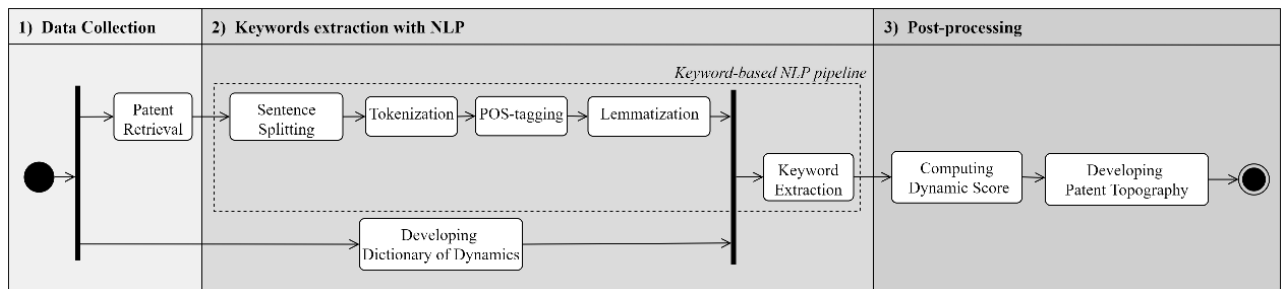 1) Data Collection
2) Keywords extraction with NLP
3) Post-processing
Keyword-based NLP pipeline
Patent
Retrieval
Sentence
Splitting
Tokenization
POS-tagging
Lemmatization
Keyword
Extraction
Computing
Dynamic Score
Developing
Patent Topography
Developing
Dictionary of Dynamics